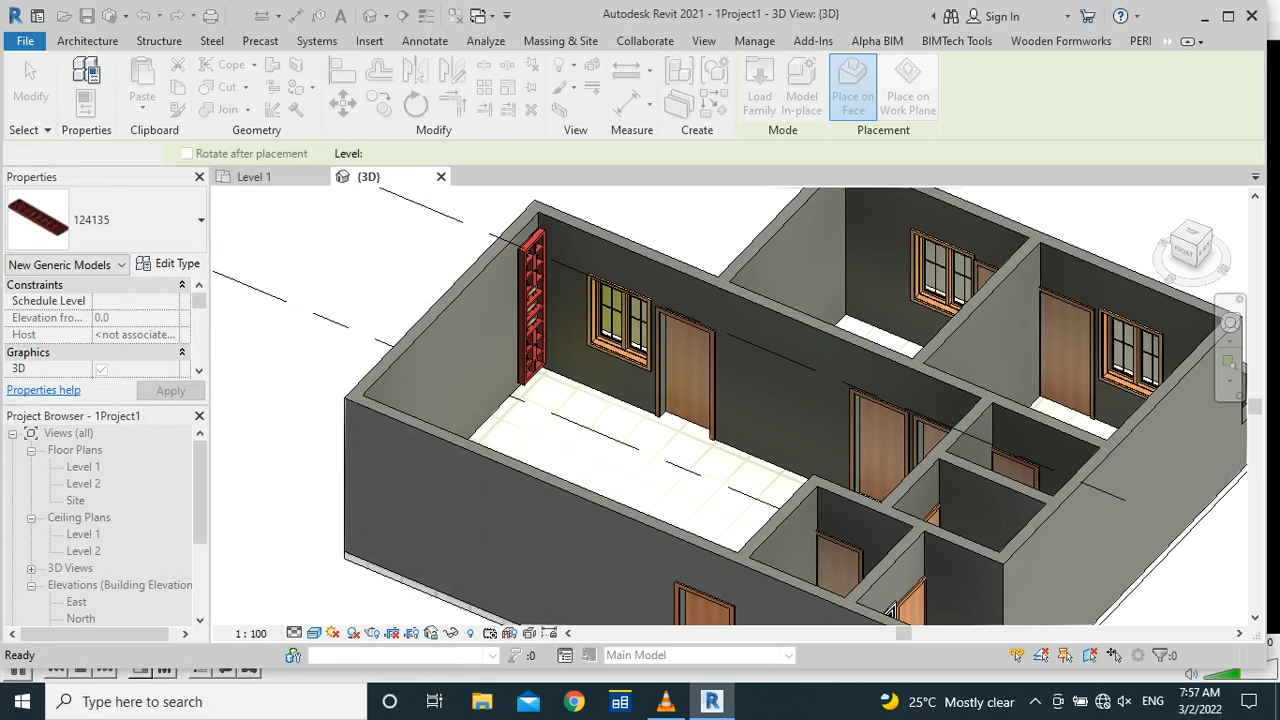 Autodesk Revit 2021 - 1Project1 - 3D View: {3D}
Sign In
File Architecture Structure Steel Precast Systems Insert Annotate Analyze Massing & Site Collaborate View Manage Add-Ins Alpha BIM BIMTech Tools Wooden Formworks PERI
Modify
Paste
Cope
Cut
Join
Load Family
Model In-place
Place on Face
Place on Work Plane
Select Properties Clipboard Geometry Modify View Measure Create Mode Placement
Rotate after placement Level:
Properties
Level 1
{3D}
124135
New Generic Models Edit Type
Constraints
Schedule Level
Elevation fro... 0.0
Host <not associate...
Graphics
3D
Properties help Apply
Project Browser - 1Project1
Views (all)
Floor Plans
Level 1
Level 2
Site
Ceiling Plans
Level 1
Level 2
3D Views
Elevations (Building Elevation
East
North
TOP
FRONT
1 : 100
Ready
:0
Main Model
:0
Type here to search
25°C Mostly clear
ENG
7:57 AM
3/2/2022